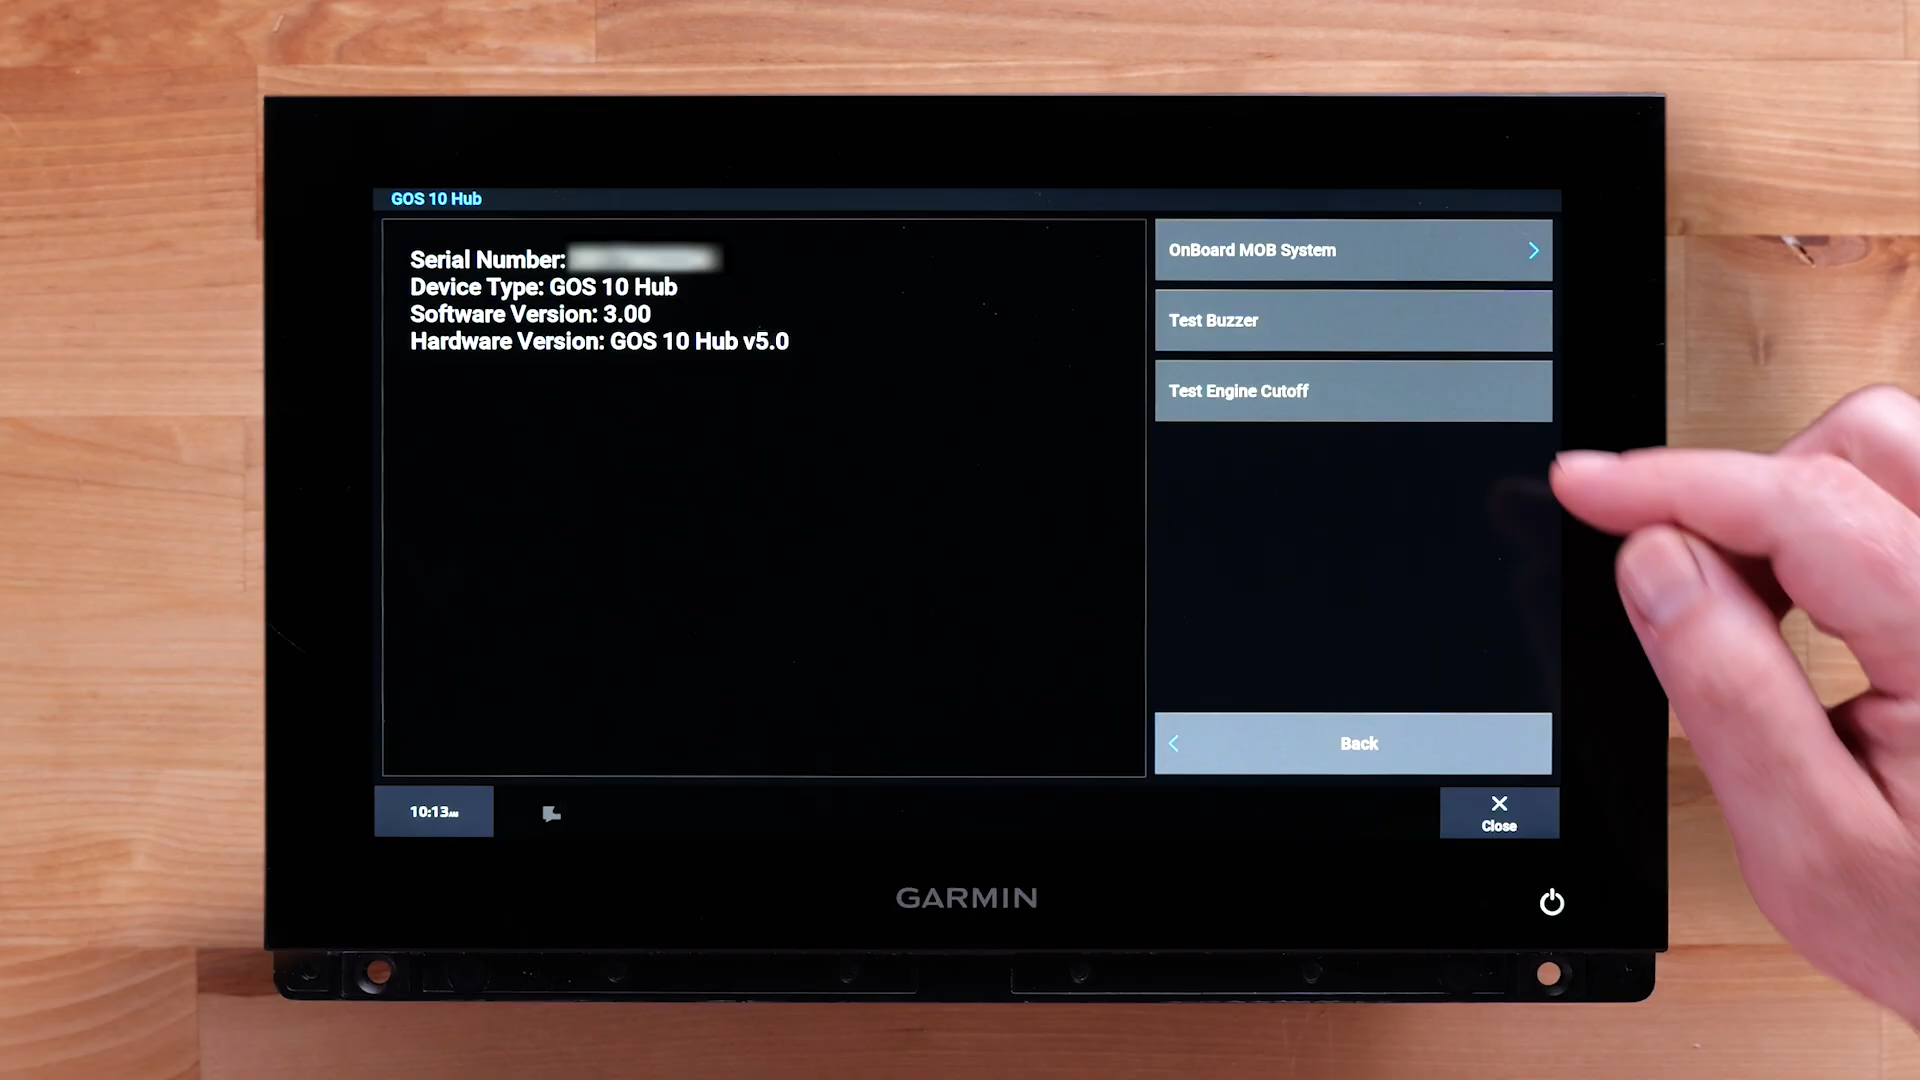 GOS 10 Hub
Serial Number:
Device Type: GOS 10 Hub
Software Version: 3.00
Hardware Version: GOS 10 Hub v5.0
OnBoard MOB System
Test Buzzer
Test Engine Cutoff
Back
10:13AM
Close
GARMIN